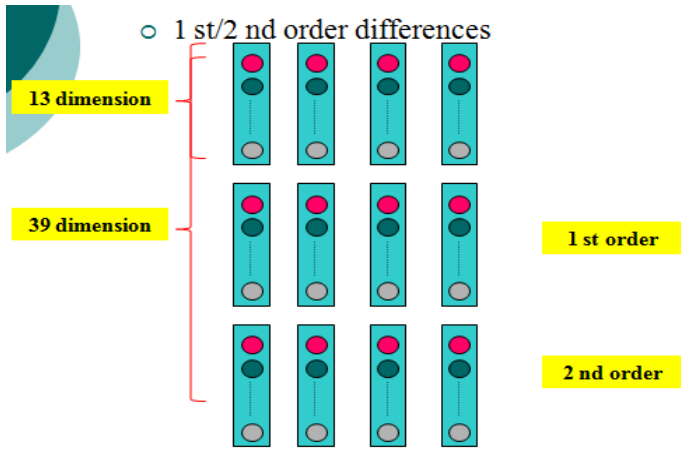 1 st/2 nd order differences
13 dimension
39 dimension
1 st order
2 nd order